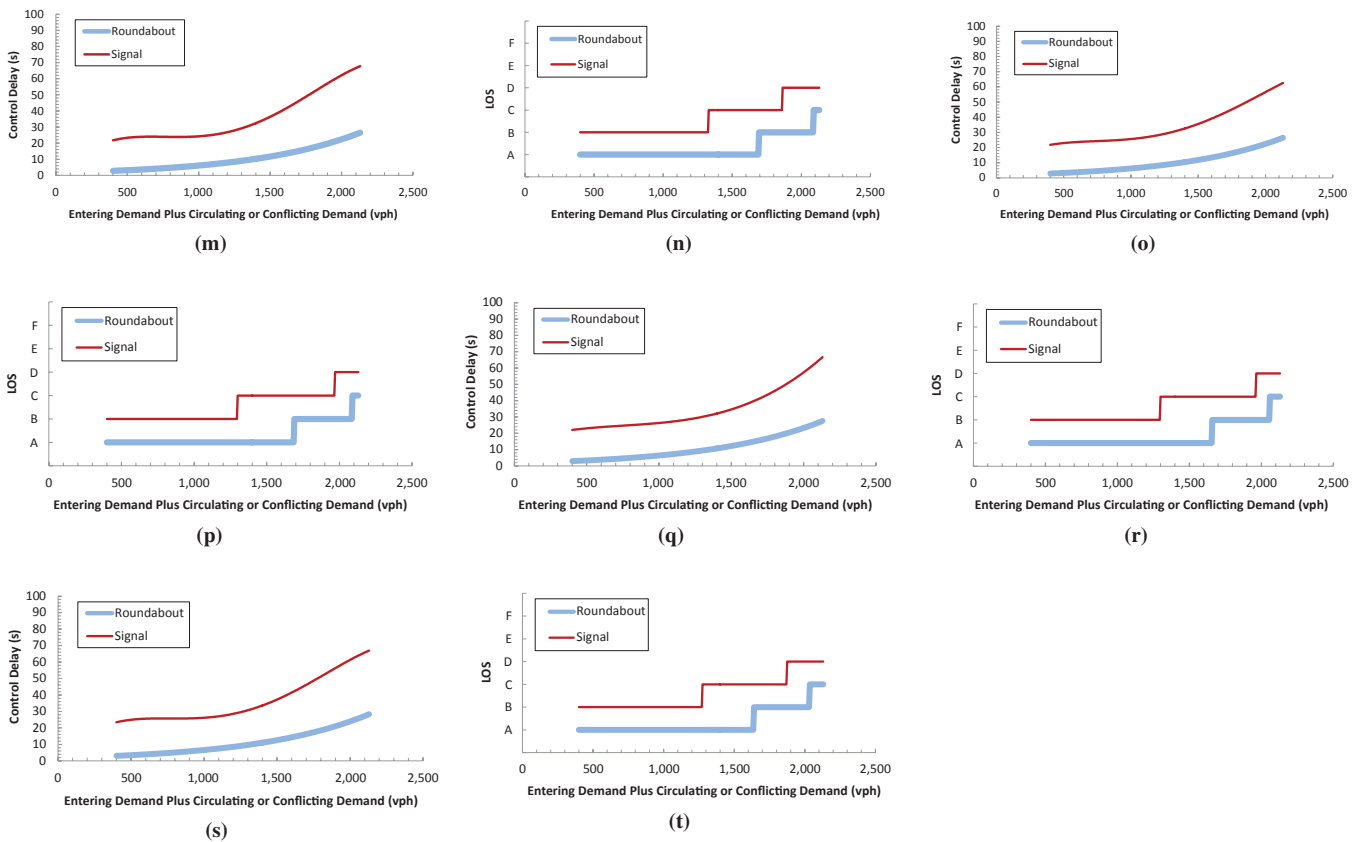 100
90
80
70
60
50
40
30
20
10
0
Control Delay (s)
Roundabout
Signal
0 500 1,000 1,500 2,000 2,500
Entering Demand Plus Circulating or Conflicting Demand (vph)
(m)
F
E
D
C
B
A
LOS
Roundabout
Signal
0 500 1,000 1,500 2,000 2,500
Entering Demand Plus Circulating or Conflicting Demand (vph)
(n)
100
90
80
70
60
50
40
30
20
10
0
Control Delay (s)
Roundabout
Signal
0 500 1,000 1,500 2,000 2,500
Entering Demand Plus Circulating or Conflicting Demand (vph)
(o)
F
E
D
C
B
A
LOS
Roundabout
Signal
0 500 1,000 1,500 2,000 2,500
Entering Demand Plus Circulating or Conflicting Demand (vph)
(p)
100
90
80
70
60
50
40
30
20
10
0
Control Delay (s)
Roundabout
Signal
0 500 1,000 1,500 2,000 2,500
Entering Demand Plus Circulating or Conflicting Demand (vph)
(q)
F
E
D
C
B
A
LOS
Roundabout
Signal
0 500 1,000 1,500 2,000 2,500
Entering Demand Plus Circulating or Conflicting Demand (vph)
(r)
100
90
80
70
60
50
40
30
20
10
0
Control Delay (s)
Roundabout
Signal
0 500 1,000 1,500 2,000 2,500
Entering Demand Plus Circulating or Conflicting Demand (vph)
(s)
F
E
D
C
B
A
LOS
Roundabout
Signal
0 500 1,000 1,500 2,000 2,500
Entering Demand Plus Circulating or Conflicting Demand (vph)
(t)